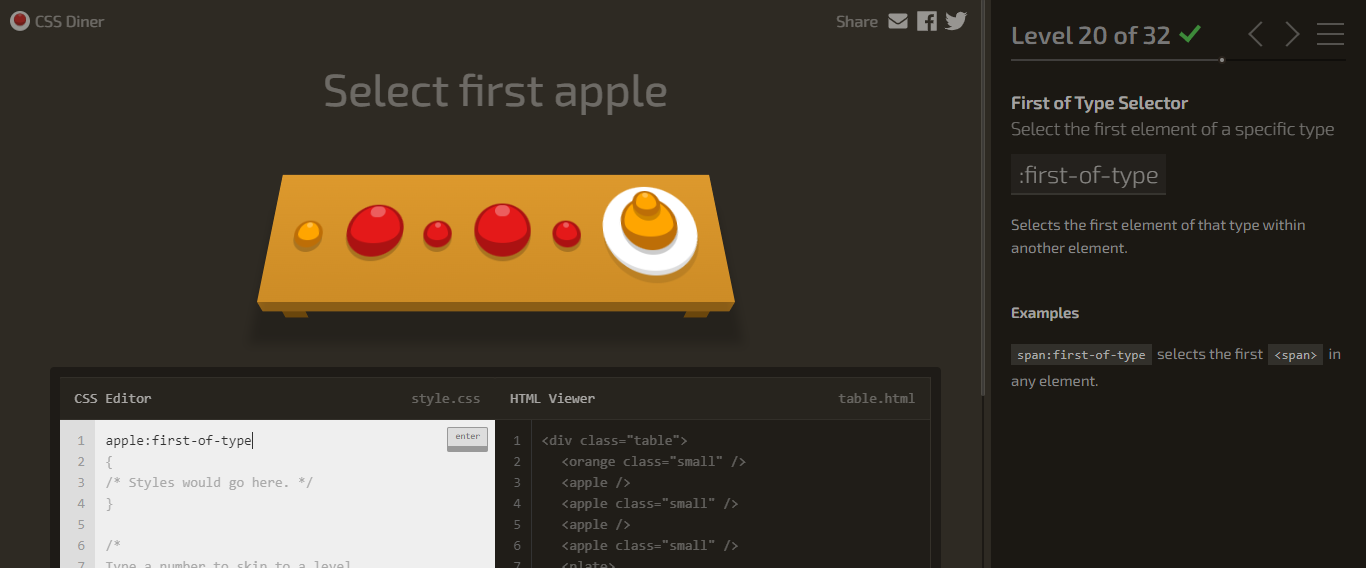 CSS Diner
Share
Select first apple
CSS Editor
style.css
HTML Viewer
table.html
1 apple:first-of-type
enter
2 {
3 /* Styles would go here. */
4 }
5
6 /*
7 Type a number to skip to a level.
1 <div class="table">
2 <orange class="small" />
3 <apple />
4 <apple class="small" />
5 <apple />
6 <apple class="small" />
7 <plate>
Level 20 of 32
First of Type Selector
Select the first element of a specific type
:first-of-type
Selects the first element of that type within
another element.
Examples
span:first-of-type selects the first <span> in
any element.